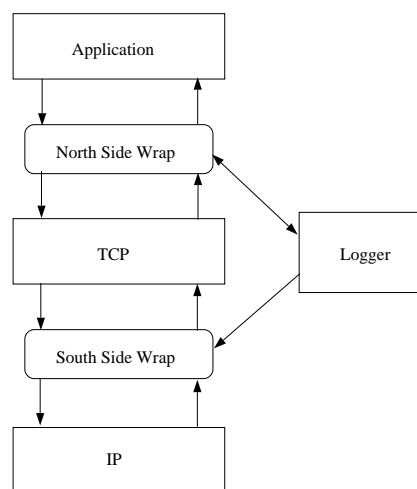 Application
North Side Wrap
TCP
Logger
South Side Wrap
IP